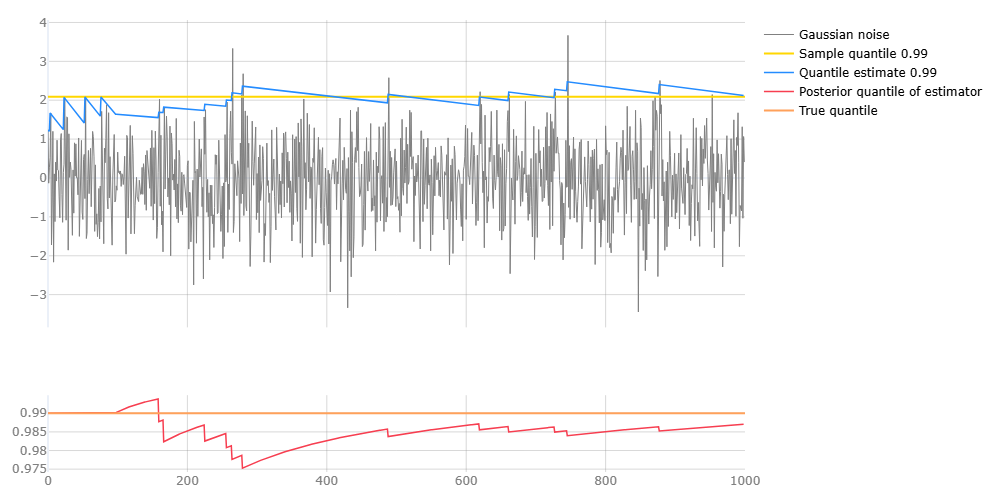 4
3
2
1
0
−1
−2
−3
Gaussian noise
Sample quantile 0.99
Quantile estimate 0.99
Posterior quantile of estimator
True quantile
0.99
0.985
0.98
0.975
0 200 400 600 800 1000